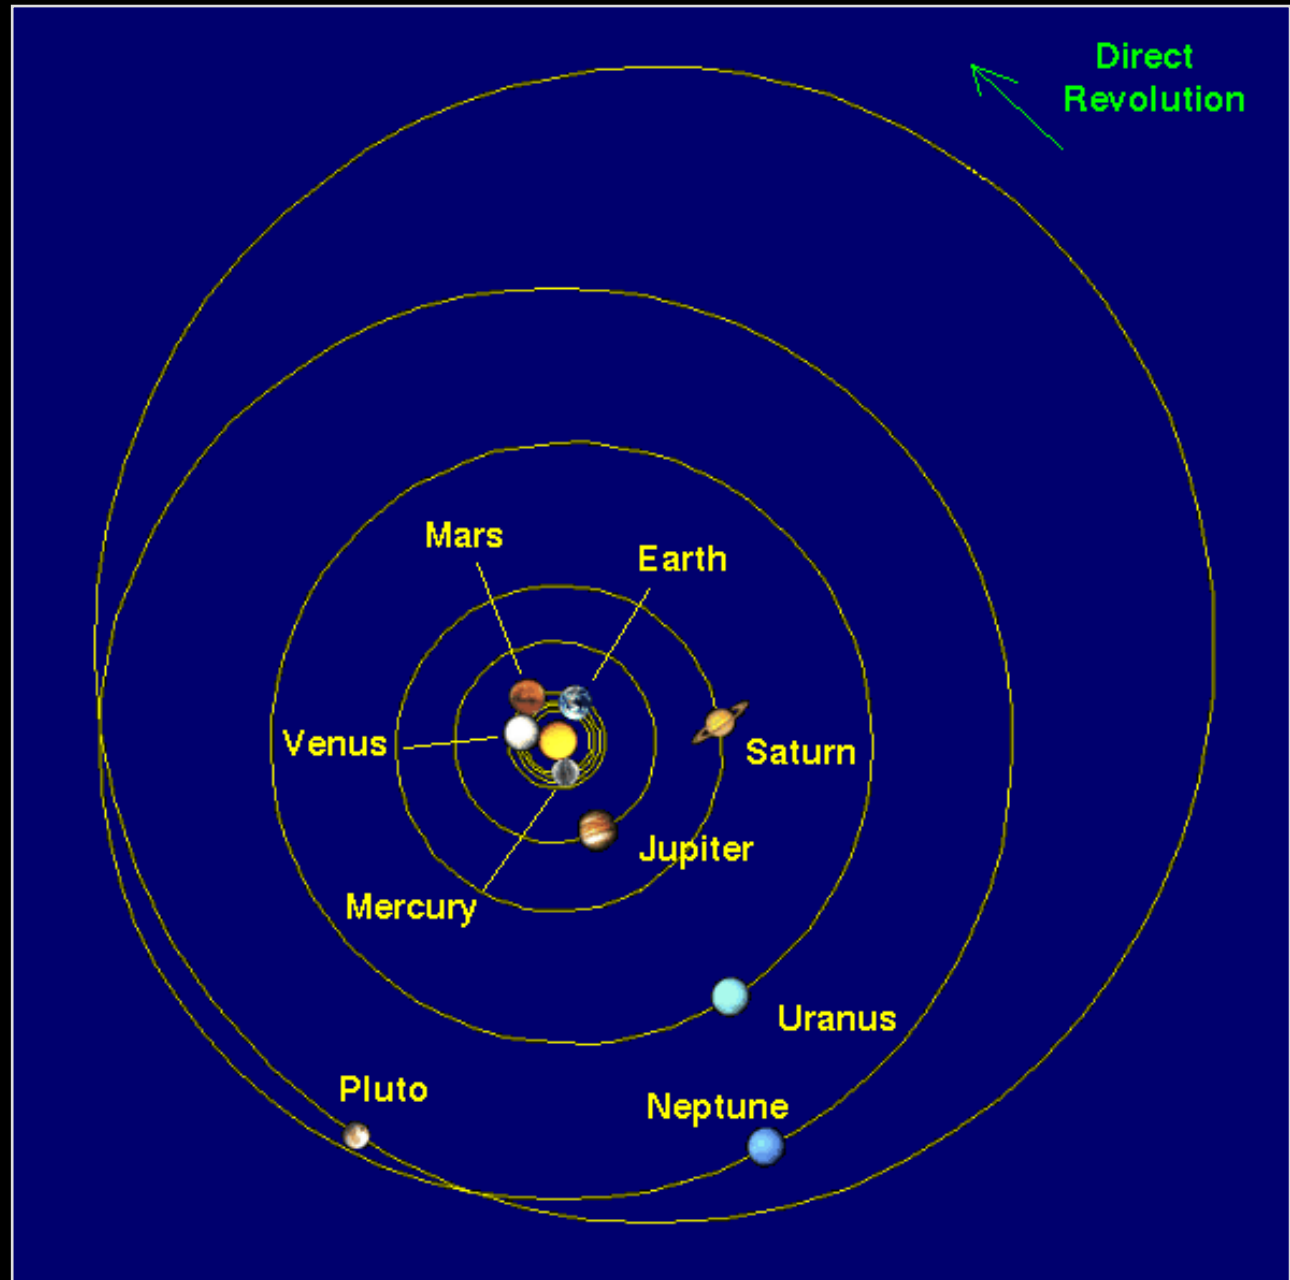 Direct
Revolution
Mars
Earth
Venus
Saturn
Jupiter
Mercury
Uranus
Pluto
Neptune